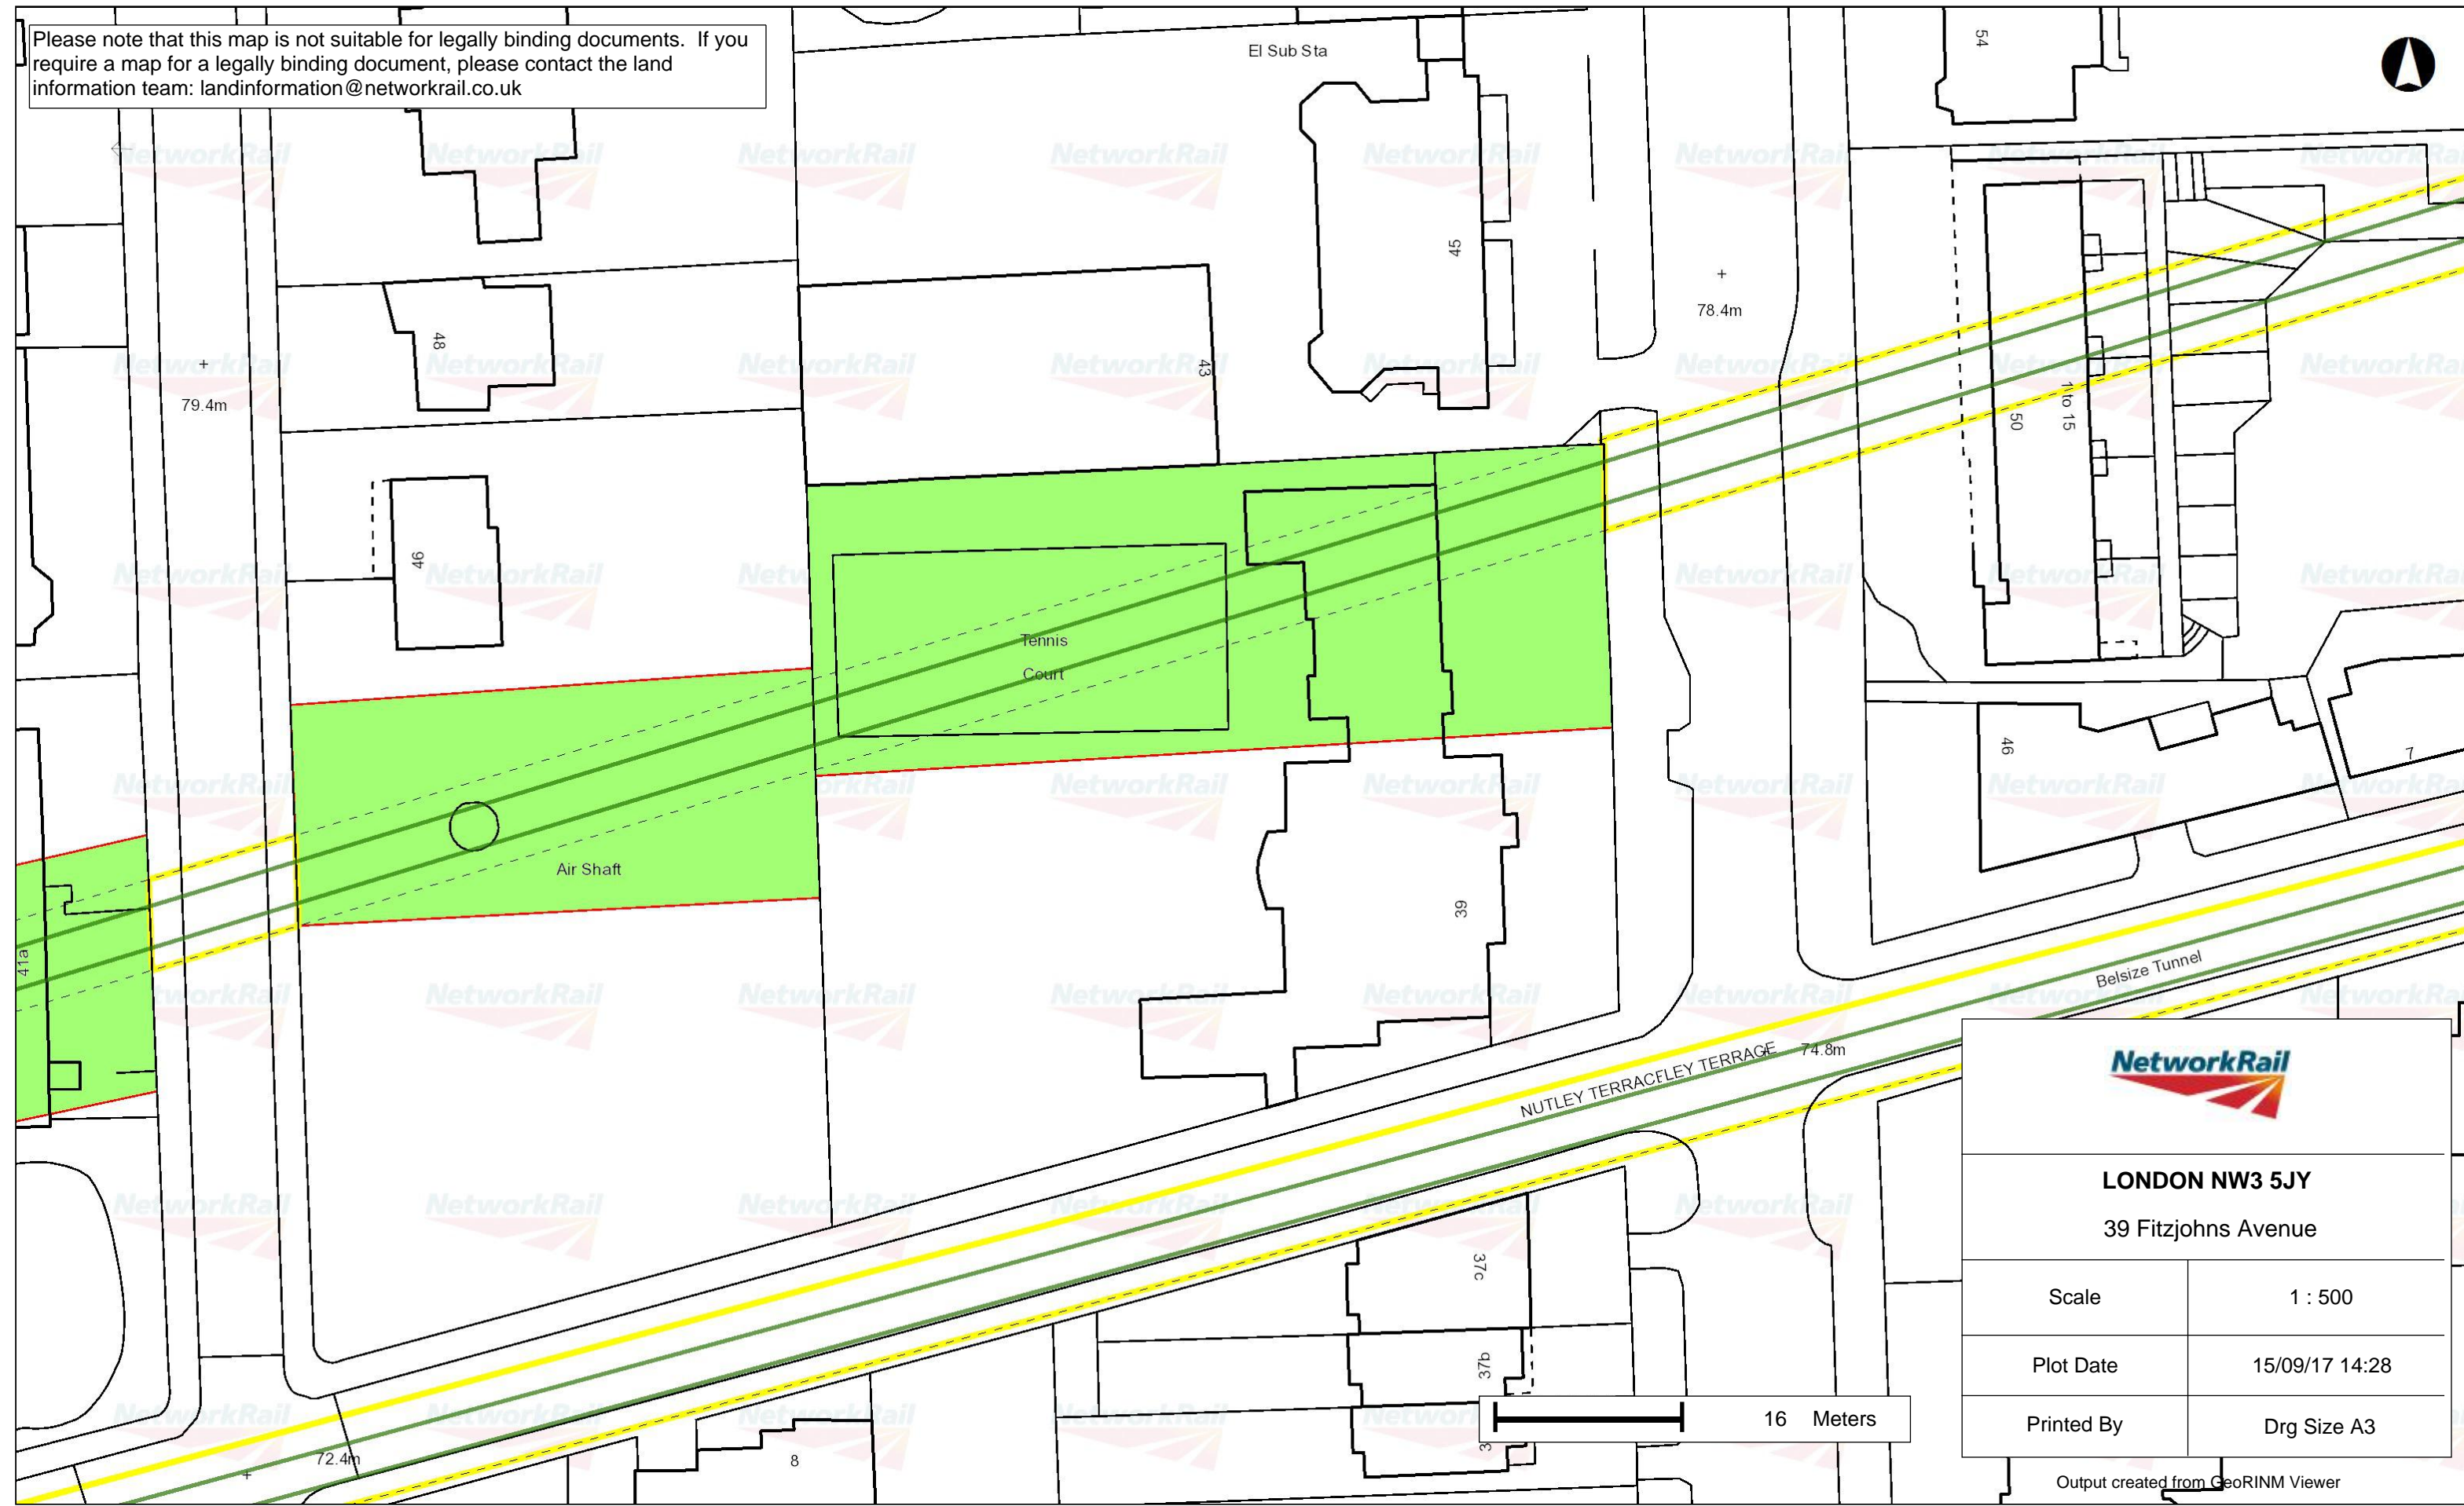 Please note that this map is not suitable for legally binding documents.  If you
require a map for a legally binding document, please contact the land
information team: landinformation@networkrail.co.uk
El Sub Sta
54
45
78.4m
48
43
79.4m
50
1 to 15
46
Tennis
Court
46
7
Air Shaft
39
41a
Belsize Tunnel
74.8m
37c
37b
72.4m
8
16 Meters
NetworkRail
LONDON NW3 5JY
39 Fitzjohns Avenue
Scale 1 : 500
Plot Date 15/09/17 14:28
Printed By Drg Size A3
Output created from GeoRINM Viewer
NUTLEY TERRACE